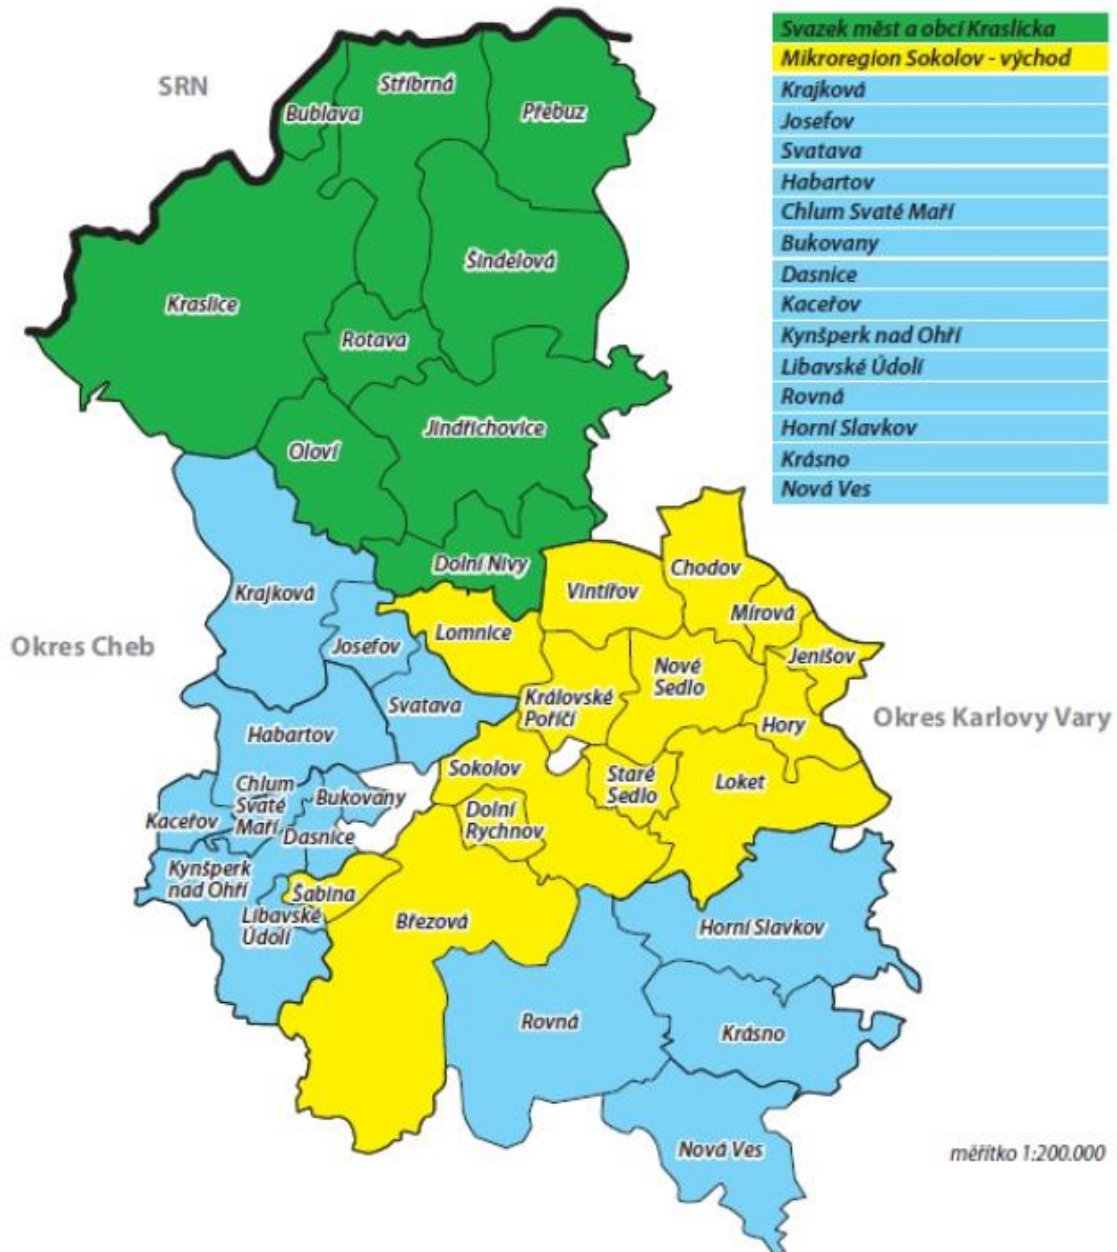 Svazek měst a obcí Kraslicka
Mikroregion Sokolov - východ
Krajková
Josefov
Svatava
Habartov
Chlum Svaté Maří
Bukovany
Dasnice
Kaceřov
Kynšperk nad Ohří
Libavské Údolí
Rovná
Horní Slavkov
Krásno
Nová Ves
SRN
Bublava
Stříbrná
Přebuz
Šindelová
Kraslice
Rotava
Jindřichovice
Oloví
Dolní Nivy
Chodov
Vintířov
Krajková
Mírová
Lomnice
Okres Cheb
Josefov
Jenišov
Nové
Sedlo
Svatava
Královské
Poříčí
Hory
Okres Karlovy Vary
Habartov
Sokolov
Staré
Sedlo
Loket
Chlum
Svaté
Maří
Bukovany
Kaceřov
Dasnice
Dolní
Rychnov
Kynšperk
nad Ohří
Šabina
Libavské
Údolí
Březová
Horní Slavkov
Rovná
Krásno
Nová Ves
měřítko 1:200.000